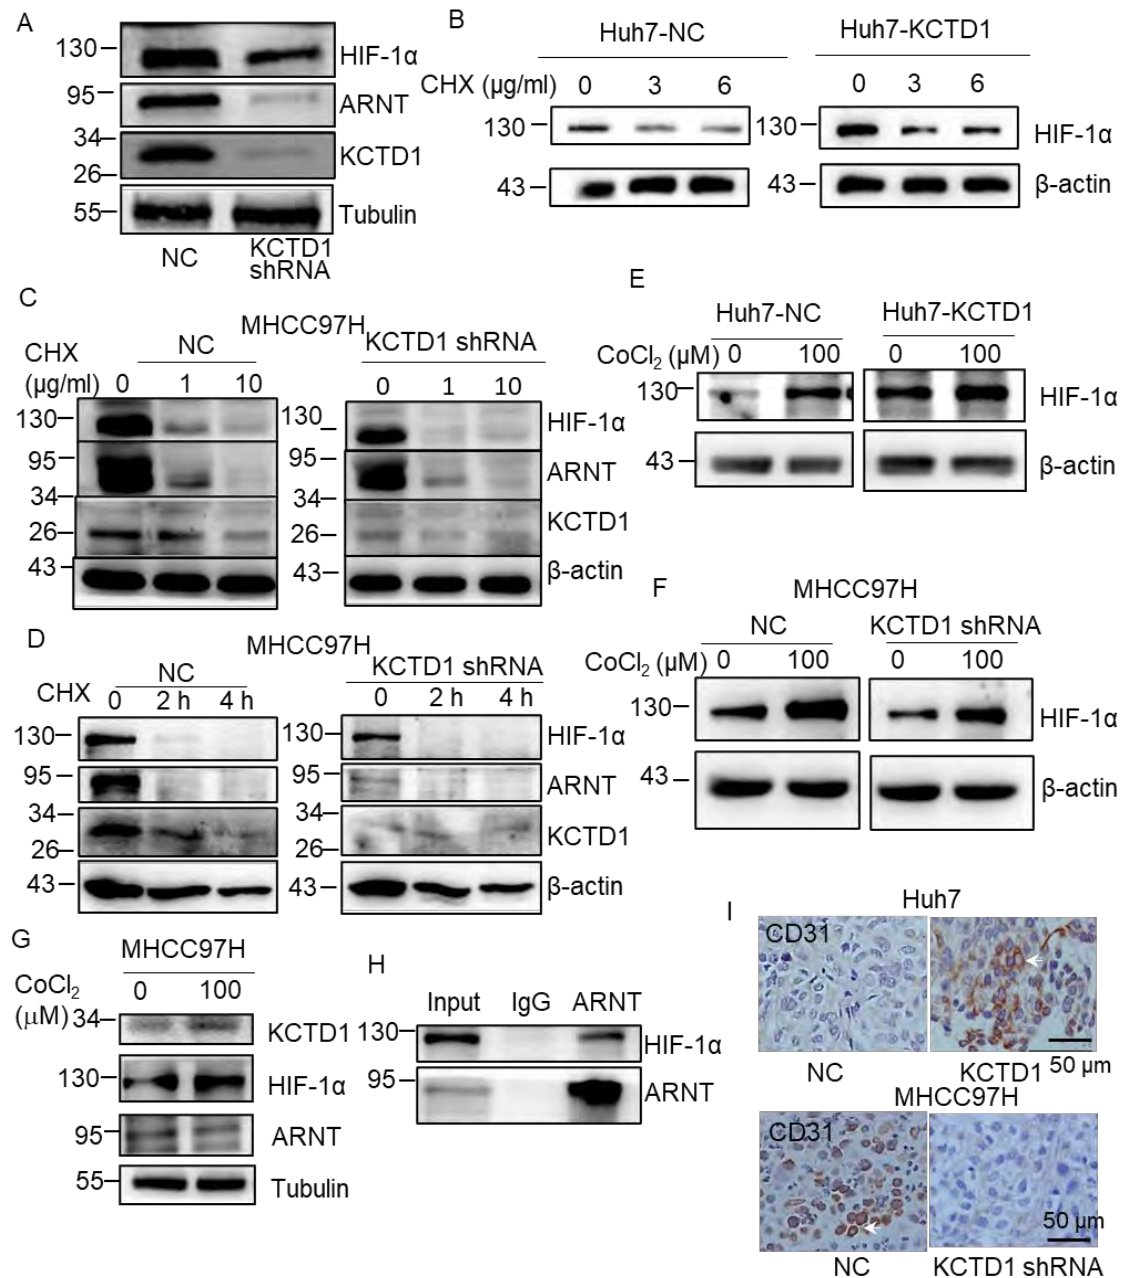 A
130
HIF-1α
95
ARNT
34
KCTD1
26
55
Tubulin
NC
KCTD1
shRNA
B
Huh7-NC
Huh7-KCTD1
CHX (µg/ml)
0 3 6
0 3 6
130
130
HIF-1α
43
43
β-actin
C
MHCC97H
NC
KCTD1 shRNA
CHX
(µg/ml)
0 1 10
0 1 10
130
130
HIF-1α
95
95
ARNT
34
34
KCTD1
26
26
43
43
β-actin
D
MHCC97H
NC
KCTD1 shRNA
CHX
0 2 h 4 h
0 2 h 4 h
130
130
HIF-1α
95
95
ARNT
34
34
KCTD1
26
26
43
43
β-actin
E
Huh7-NC
Huh7-KCTD1
CoCl2 (µM)
0 100
0 100
130
HIF-1α
43
β-actin
F
MHCC97H
NC
KCTD1 shRNA
CoCl2 (µM)
0 100
0 100
130
HIF-1α
43
β-actin
G
MHCC97H
CoCl2
(µM)
0 100
34
KCTD1
130
HIF-1α
95
ARNT
55
Tubulin
H
Input IgG ARNT
130
HIF-1α
95
ARNT
I
Huh7
CD31
NC
KCTD1
50 µm
MHCC97H
CD31
50 µm
NC
KCTD1 shRNA